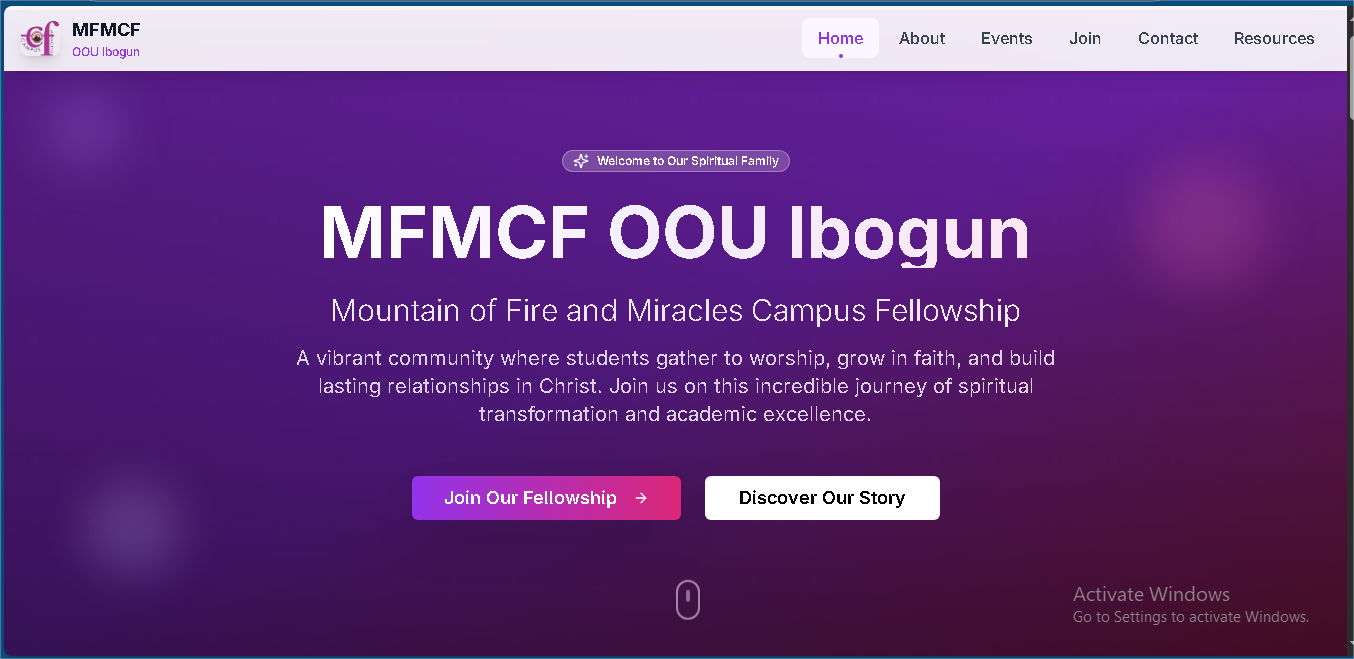 cf
MFMCF
OOU Ibogun
Home
About
Events
Join
Contact
Resources
Welcome to Our Spiritual Family
MFMCF OOU Ibogun
Mountain of Fire and Miracles Campus Fellowship
A vibrant community where students gather to worship, grow in faith, and build
lasting relationships in Christ. Join us on this incredible journey of spiritual
transformation and academic excellence.
Join Our Fellowship →
Discover Our Story
Activate Windows
Go to Settings to activate Windows.